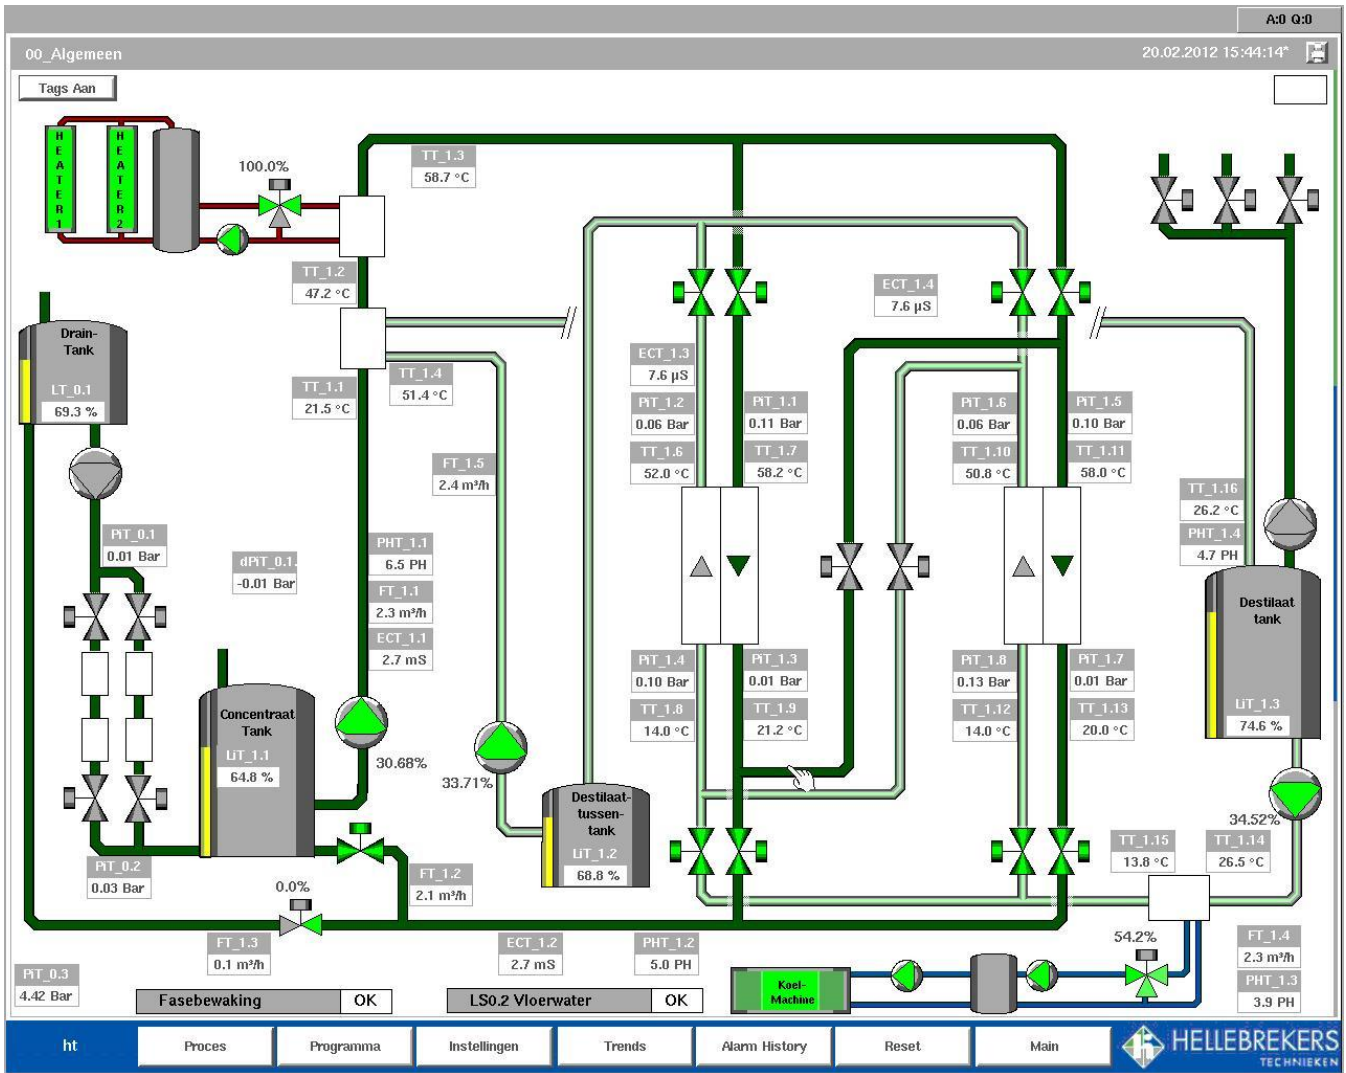 A:0 Q:0
00_Algemeen
20.02.2012 15:44:14*
Tags Aan
HEATER1
HEATER2
100.0%
TT_1.3
58.7 °C
TT_1.2
47.2 °C
ECT_1.4
7.6 µS
Drain-
Tank
LT_0.1
69.3 %
TT_1.1
21.5 °C
TT_1.4
51.4 °C
ECT_1.3
7.6 µS
PiT_1.2
0.06 Bar
PiT_1.1
0.11 Bar
PiT_1.6
0.06 Bar
PiT_1.5
0.10 Bar
TT_1.6
52.0 °C
TT_1.7
58.2 °C
TT_1.10
50.8 °C
TT_1.11
58.0 °C
FT_1.5
2.4 m³/h
TT_1.16
26.2 °C
PHT_1.4
4.7 PH
PiT_0.1
0.01 Bar
dPiT_0.1.
-0.01 Bar
PHT_1.1
6.5 PH
FT_1.1
2.3 m³/h
ECT_1.1
2.7 mS
Destilaat
tank
LiT_1.3
74.6 %
PiT_1.4
0.10 Bar
PiT_1.3
0.01 Bar
PiT_1.8
0.13 Bar
PiT_1.7
0.01 Bar
TT_1.8
14.0 °C
TT_1.9
21.2 °C
TT_1.12
14.0 °C
TT_1.13
20.0 °C
Concentraat
Tank
LiT_1.1
64.8 %
30.68%
33.71%
Destilaat-
tussen-
tank
LiT_1.2
68.8 %
34.52%
TT_1.15
13.8 °C
TT_1.14
26.5 °C
PiT_0.2
0.03 Bar
0.0%
FT_1.2
2.1 m³/h
FT_1.3
0.1 m³/h
ECT_1.2
2.7 mS
PHT_1.2
5.0 PH
54.2%
FT_1.4
2.3 m³/h
PHT_1.3
3.9 PH
PiT_0.3
4.42 Bar
Koel-
Machine
Fasebewaking OK
LS0.2 Vloerwater OK
ht Proces Programma Instellingen Trends Alarm History Reset Main
HELLEBREKERS
TECHNIEKEN